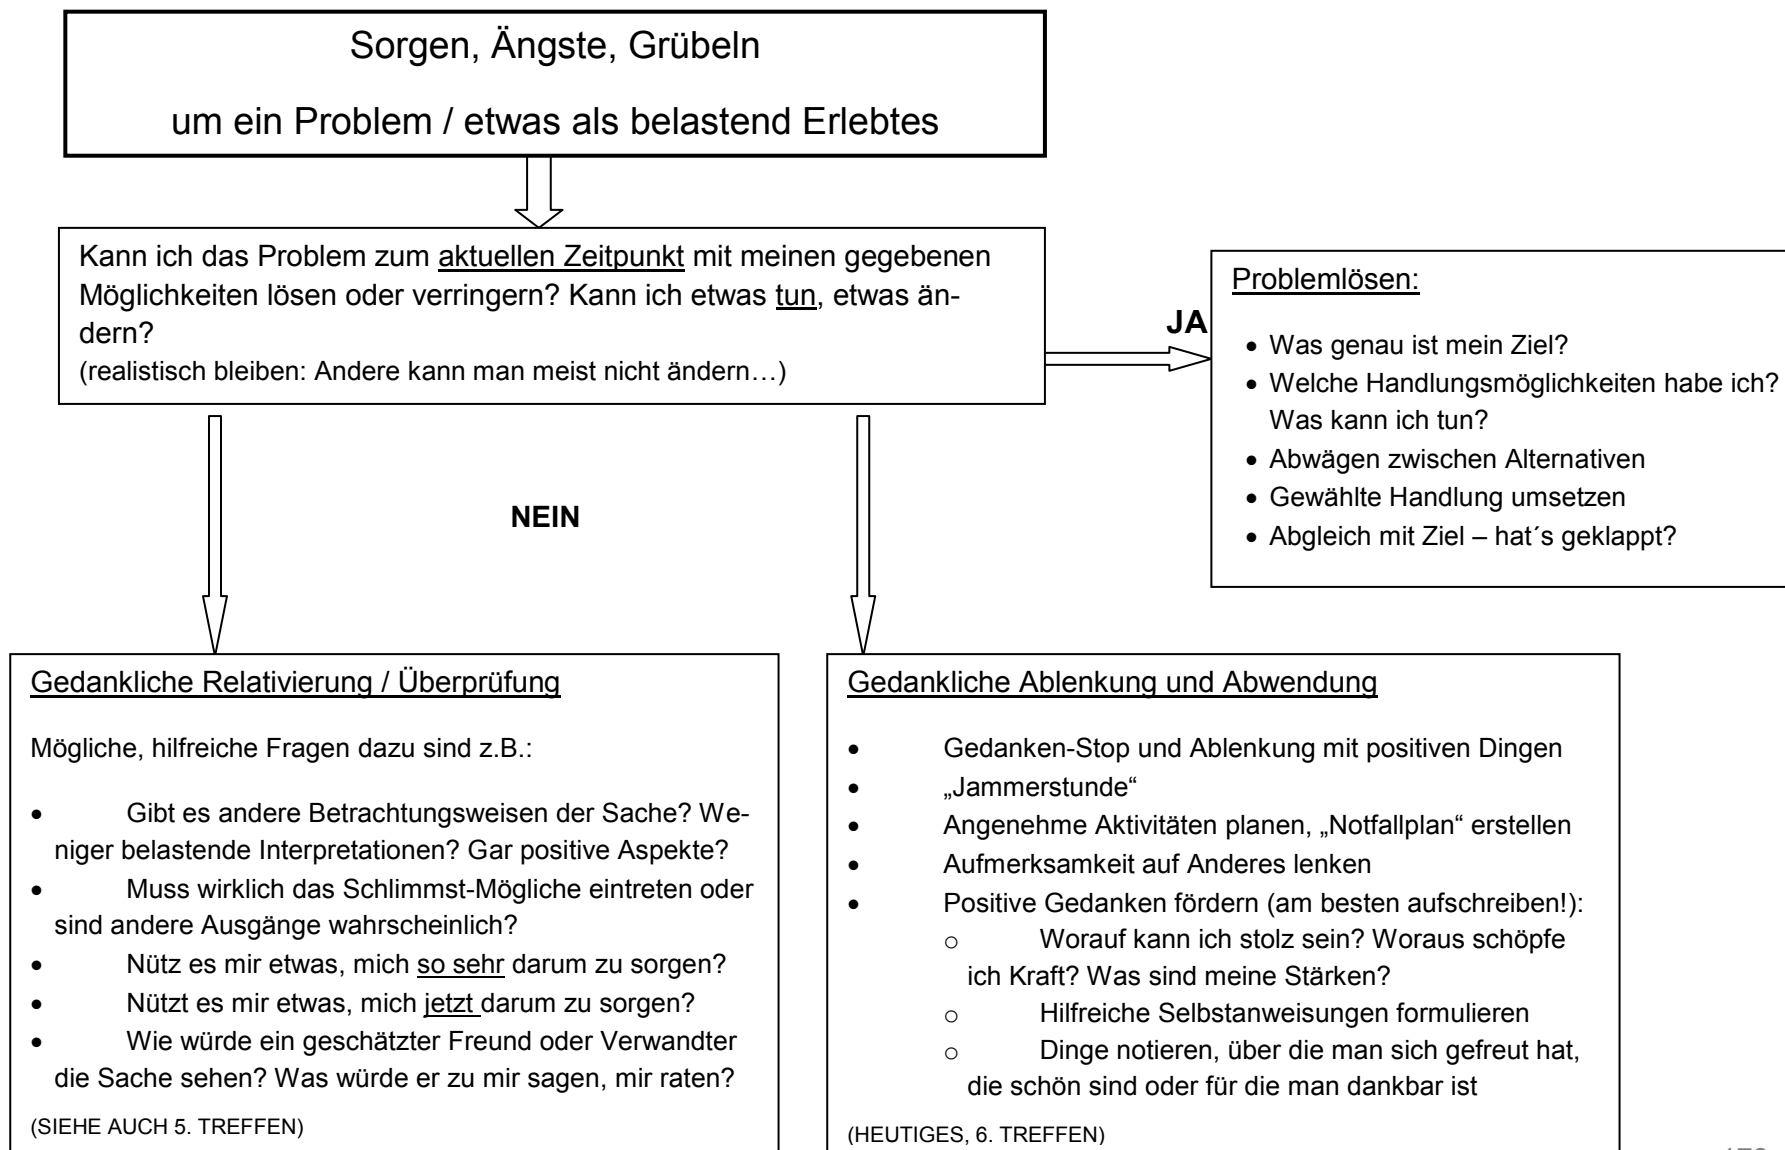 Sorgen, Ängste, Grübeln
um ein Problem / etwas als belastend Erlebtes
Kann ich das Problem zum aktuellen Zeitpunkt mit meinen gegebenen
Möglichkeiten lösen oder verringern? Kann ich etwas tun, etwas än-
dern?
(realistisch bleiben: Andere kann man meist nicht ändern…)
JA
Problemlösen:
• Was genau ist mein Ziel?
• Welche Handlungsmöglichkeiten habe ich?
Was kann ich tun?
• Abwägen zwischen Alternativen
• Gewählte Handlung umsetzen
• Abgleich mit Ziel – hat´s geklappt?
NEIN
Gedankliche Relativierung / Überprüfung
Mögliche, hilfreiche Fragen dazu sind z.B.:
• Gibt es andere Betrachtungsweisen der Sache? We-
niger belastende Interpretationen? Gar positive Aspekte?
• Muss wirklich das Schlimmst-Mögliche eintreten oder
sind andere Ausgänge wahrscheinlich?
• Nütz es mir etwas, mich so sehr darum zu sorgen?
• Nützt es mir etwas, mich jetzt darum zu sorgen?
• Wie würde ein geschätzter Freund oder Verwandter
die Sache sehen? Was würde er zu mir sagen, mir raten?
(SIEHE AUCH 5. TREFFEN)
Gedankliche Ablenkung und Abwendung
• Gedanken-Stop und Ablenkung mit positiven Dingen
• „Jammerstunde“
• Angenehme Aktivitäten planen, „Notfallplan“ erstellen
• Aufmerksamkeit auf Anderes lenken
• Positive Gedanken fördern (am besten aufschreiben!):
o Worauf kann ich stolz sein? Woraus schöpfe
ich Kraft? Was sind meine Stärken?
o Hilfreiche Selbstanweisungen formulieren
o Dinge notieren, über die man sich gefreut hat,
die schön sind oder für die man dankbar ist
(HEUTIGES, 6. TREFFEN)